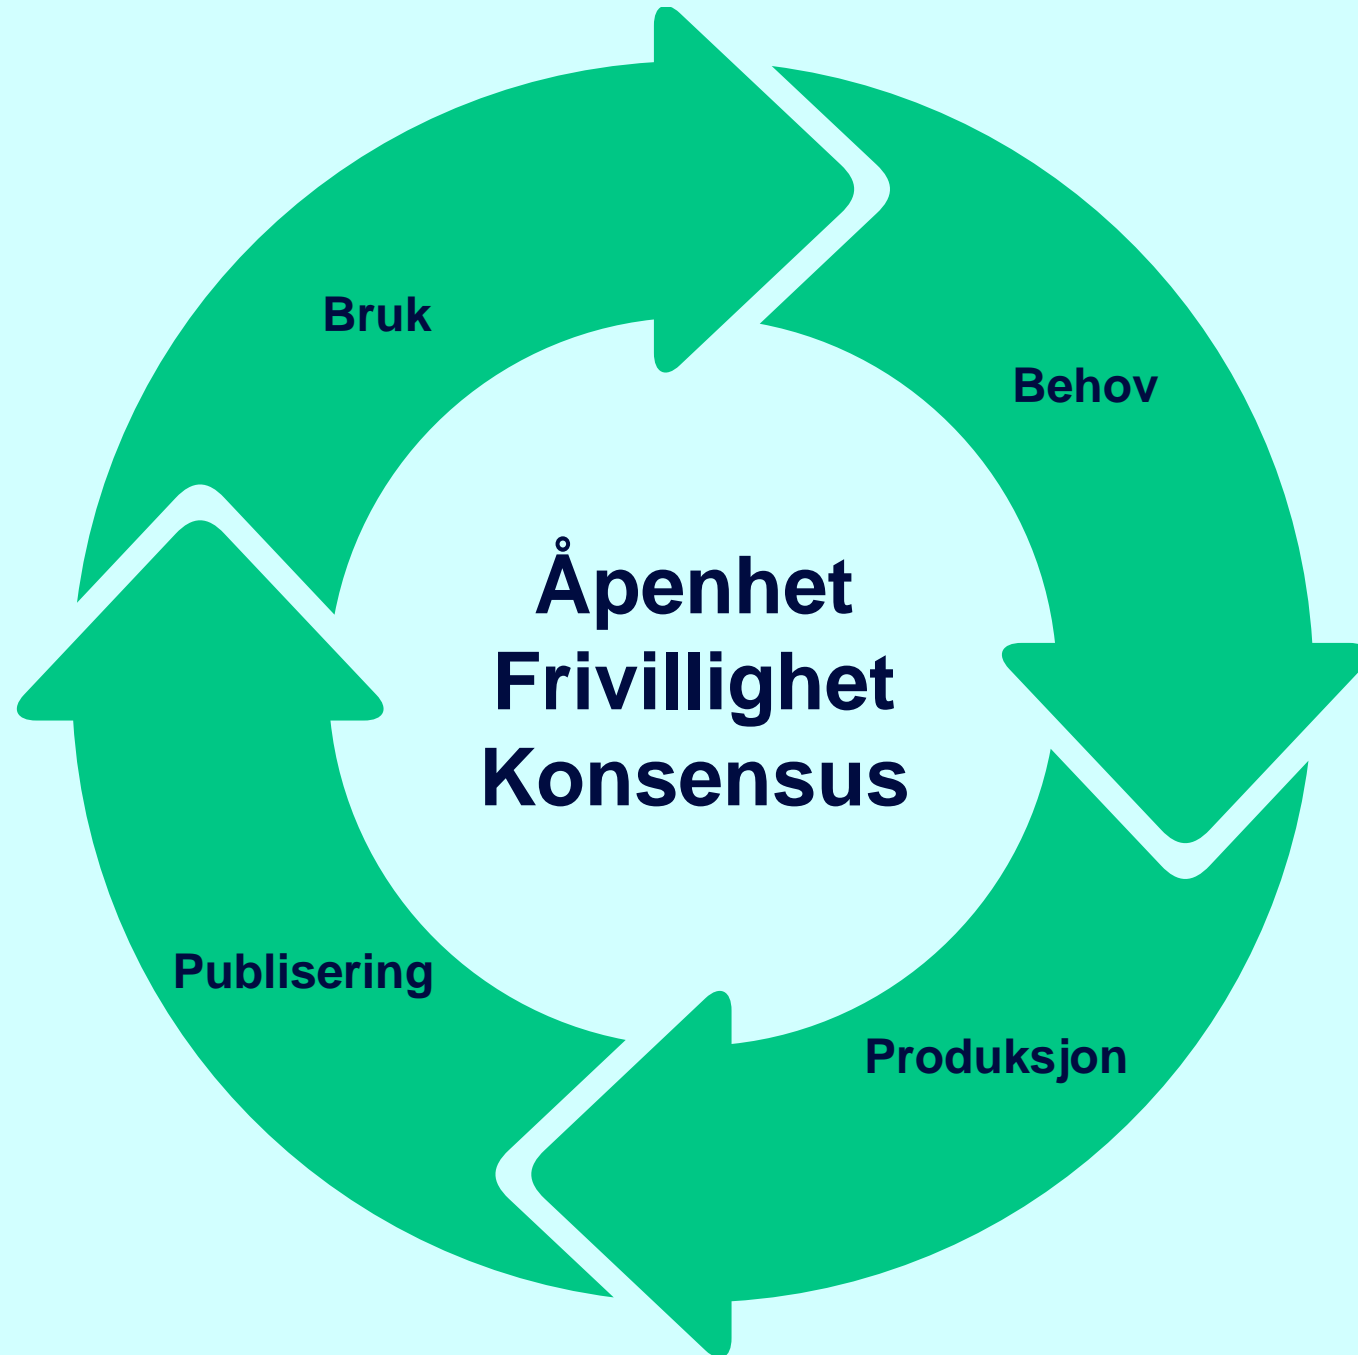 Bruk
Behov
Åpenhet
Frivillighet
Konsensus
Publisering
Produksjon